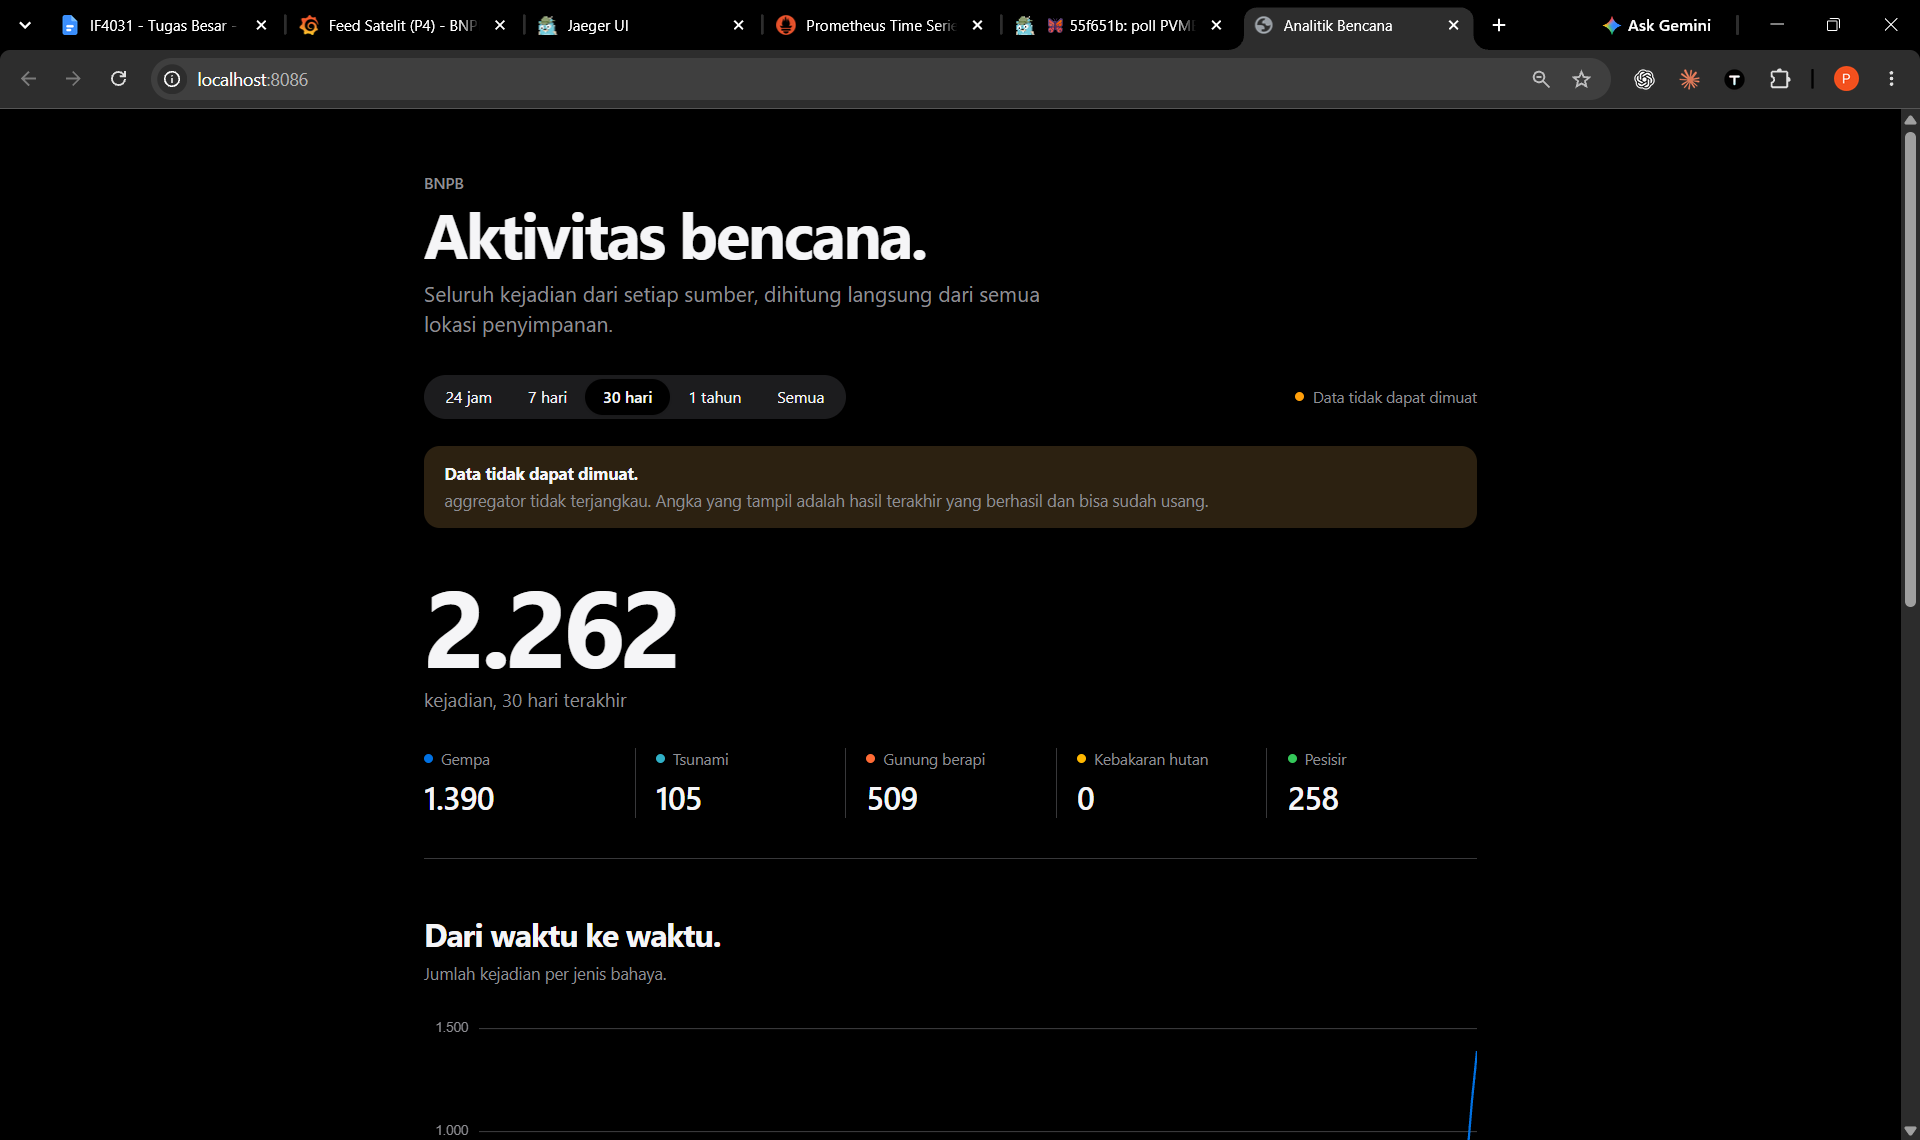 IF4031 - Tugas Besar -
Feed Satelit (P4) - BNP
Jaeger UI
Prometheus Time Serie
55f651b: poll PVM
Analitik Bencana
Ask Gemini
localhost:8086
P
BNPB
Aktivitas bencana.
Seluruh kejadian dari setiap sumber, dihitung langsung dari semua
lokasi penyimpanan.
24 jam
7 hari
30 hari
1 tahun
Semua
Data tidak dapat dimuat
Data tidak dapat dimuat.
aggregator tidak terjangkau. Angka yang tampil adalah hasil terakhir yang berhasil dan bisa sudah usang.
2.262
kejadian, 30 hari terakhir
Gempa
1.390
Tsunami
105
Gunung berapi
509
Kebakaran hutan
0
Pesisir
258
Dari waktu ke waktu.
Jumlah kejadian per jenis bahaya.
1.500
1.000